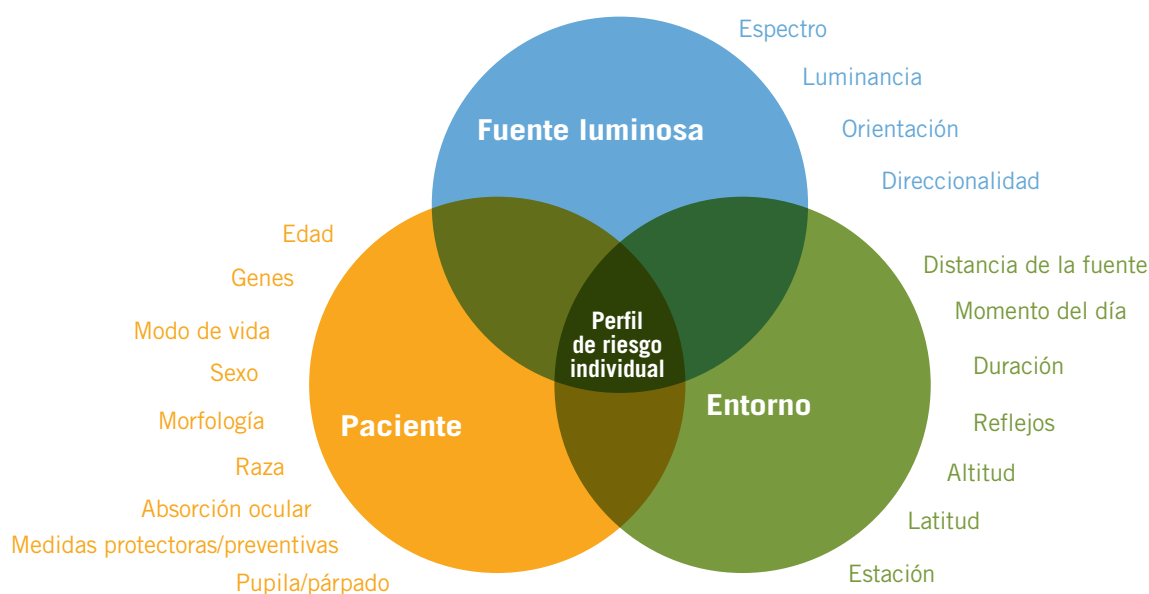 Espectro
Luminancia
Orientación
Direccionalidad
Fuente luminosa
Edad
Genes
Modo de vida
Sexo
Morfología
Raza
Absorción ocular
Medidas protectoras/preventivas
Pupila/párpado
Paciente
Perfil
de riesgo
individual
Entorno
Distancia de la fuente
Momento del día
Duración
Reflejos
Altitud
Latitud
Estación